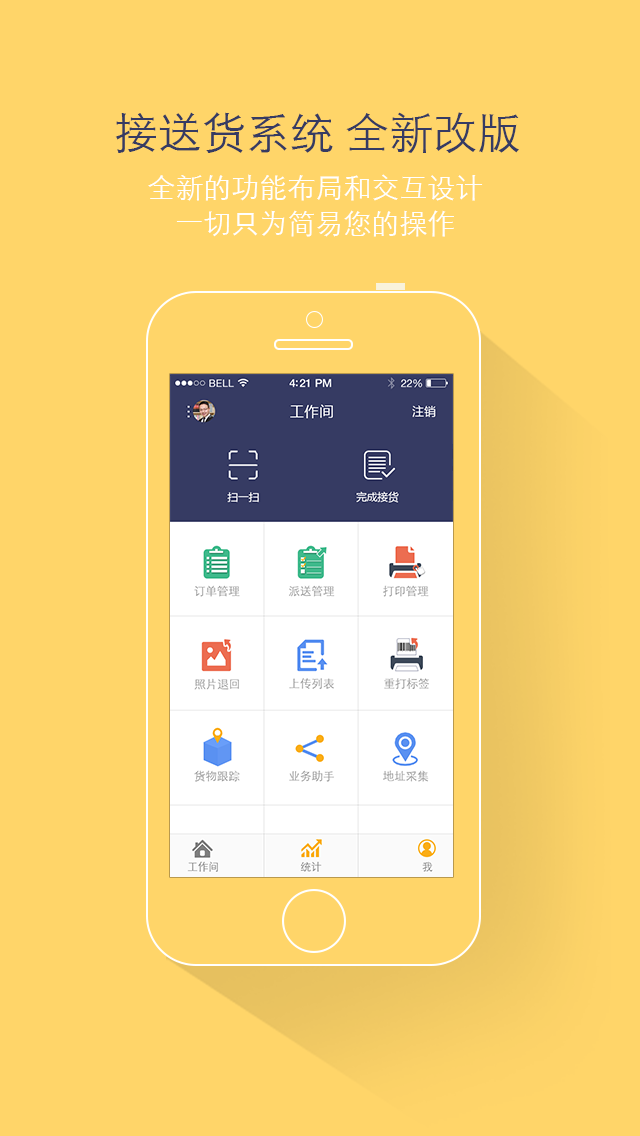 接送货系统 全新改版
全新的功能布局和交互设计
一切只为简易您的操作
BELL 4:21 PM 22%
工作间 注销
扫一扫 完成接货
订单管理 派送管理 打印管理
照片退回 上传列表 重打标签
货物跟踪 业务助手 地址采集
工作间 统计 我